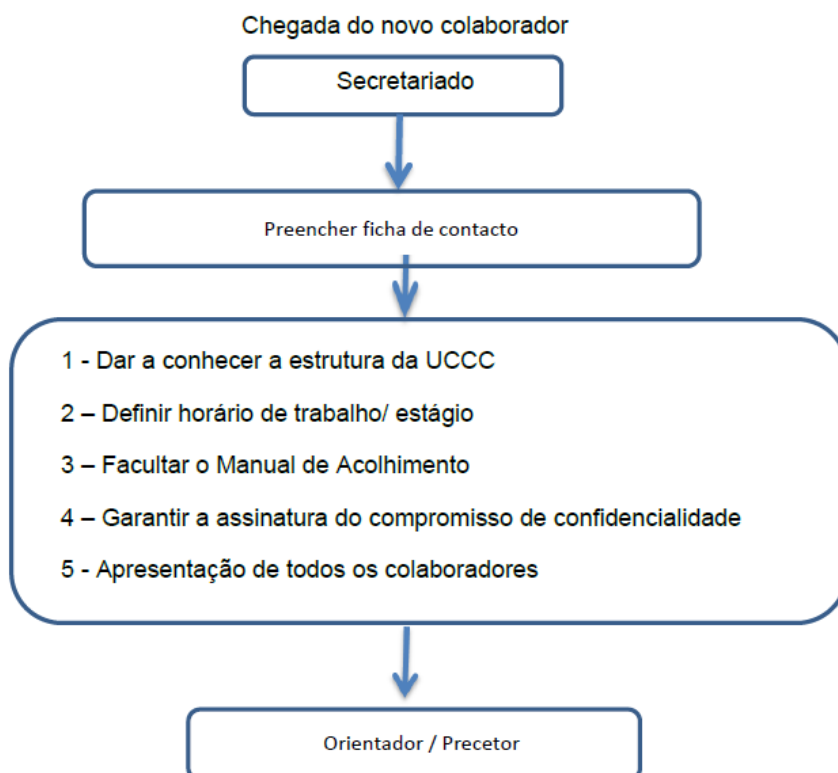 Chegada do novo colaborador
Secretariado
Preencher ficha de contacto
1 - Dar a conhecer a estrutura da UCCC
2 – Definir horário de trabalho/ estágio
3 – Facultar o Manual de Acolhimento
4 – Garantir a assinatura do compromisso de confidencialidade
5 - Apresentação de todos os colaboradores
Orientador / Precetor